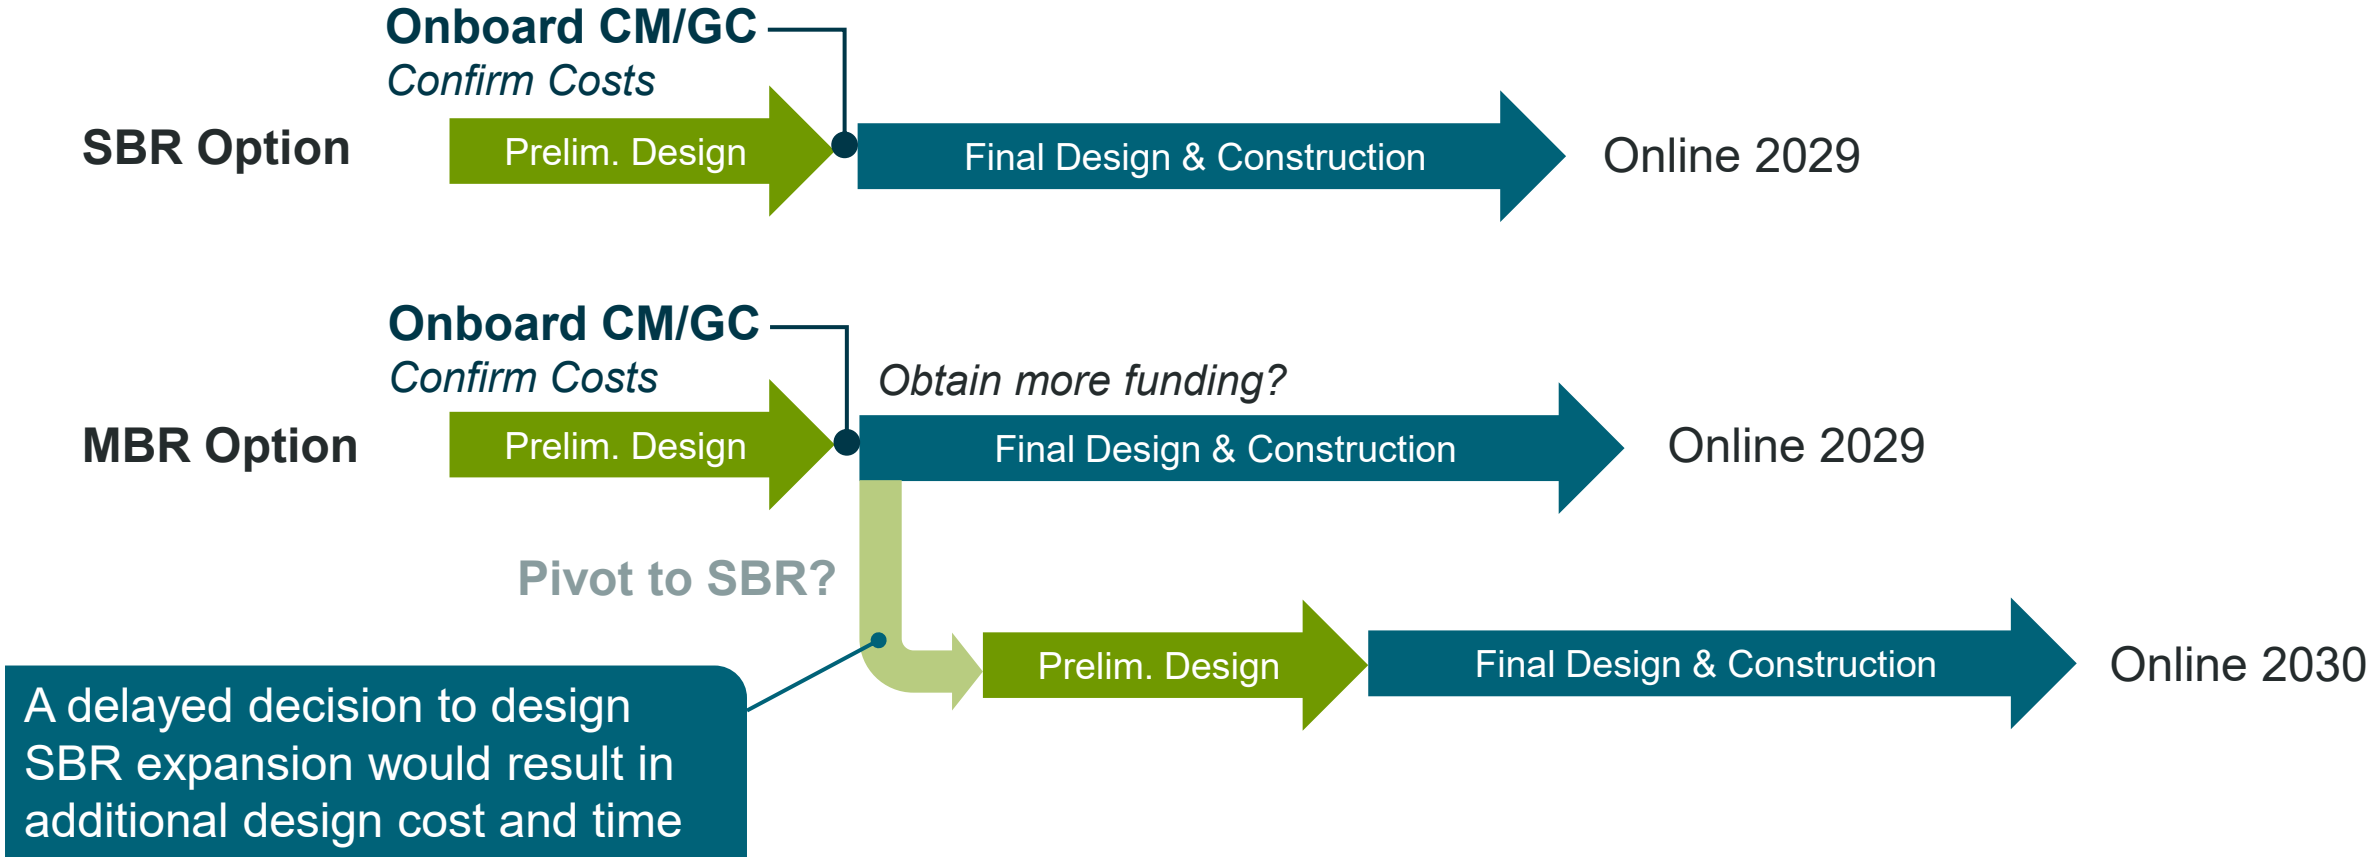 Onboard CM/GC
Confirm Costs
SBR Option
Prelim. Design
Final Design & Construction
Online 2029
Onboard CM/GC
Confirm Costs
Obtain more funding?
MBR Option
Prelim. Design
Final Design & Construction
Online 2029
Pivot to SBR?
Prelim. Design
Final Design & Construction
Online 2030
A delayed decision to design
SBR expansion would result in
additional design cost and time